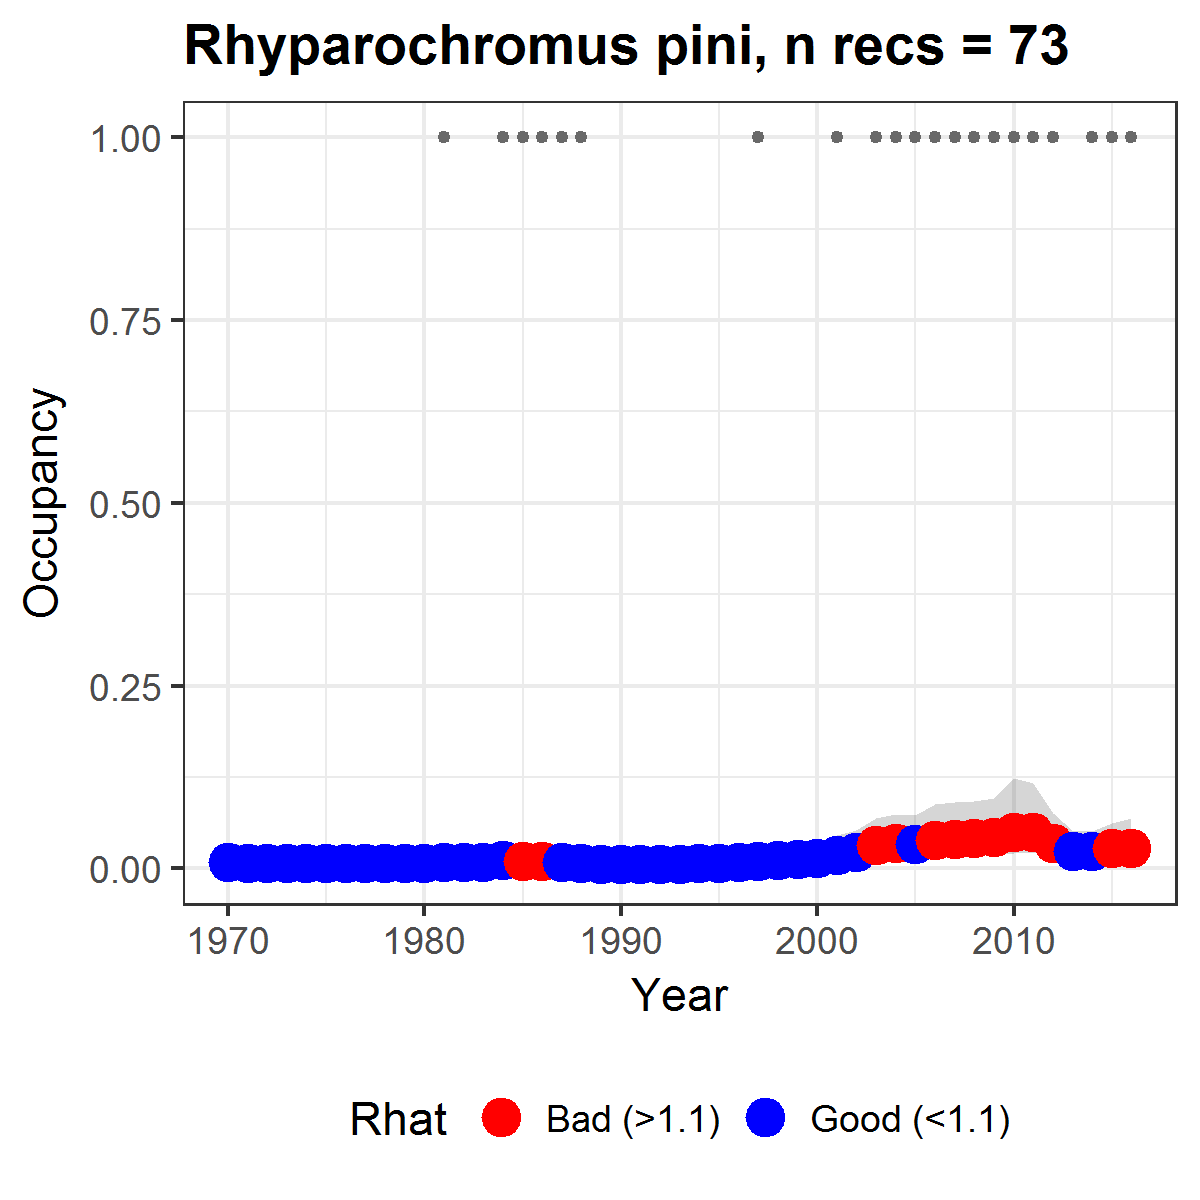 Rhyparochromus pini, n recs = 73
1.00
0.75
0.50
0.25
0.00
Occupancy
1970 1980 1990 2000 2010
Year
Rhat Bad (>1.1) Good (<1.1)